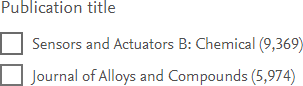 Publication title
Sensors and Actuators B: Chemical (9,369)
Journal of Alloys and Compounds (5,974)